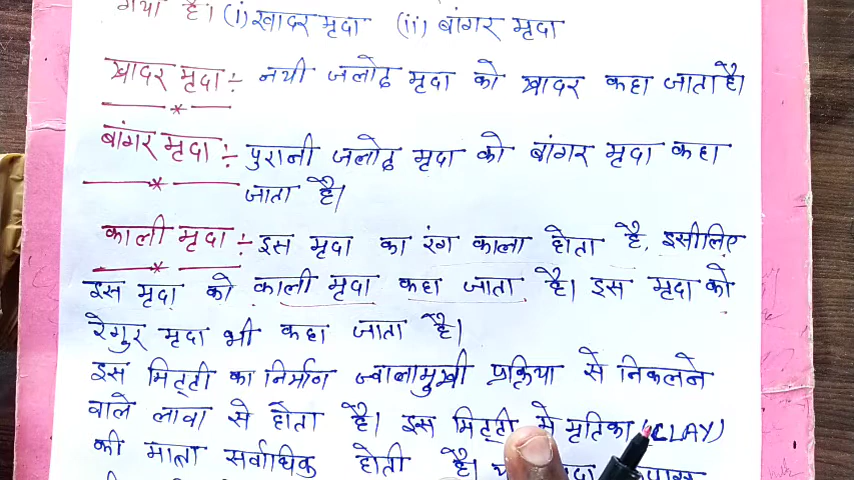 गया है। (i) खादर मृदा (ii) बांगर मृदा
खादर मृदा :- नयी जलोढ़ मृदा को खादर कहा जाता है।
बांगर मृदा :- पुरानी जलोढ़ मृदा को बांगर मृदा कहा
जाता है।
काली मृदा :- इस मृदा का रंग काला होता है, इसीलिए
इस मृदा को काली मृदा कहा जाता है। इस मृदा को
रेगुर मृदा भी कहा जाता है।
इस मिट्टी का निर्माण ज्वालामुखी प्रक्रिया से निकलने
वाले लावा से होता है। इस मिट्टी मे मृतिका (CLAY)
की मात्रा सर्वाधिक होती है।